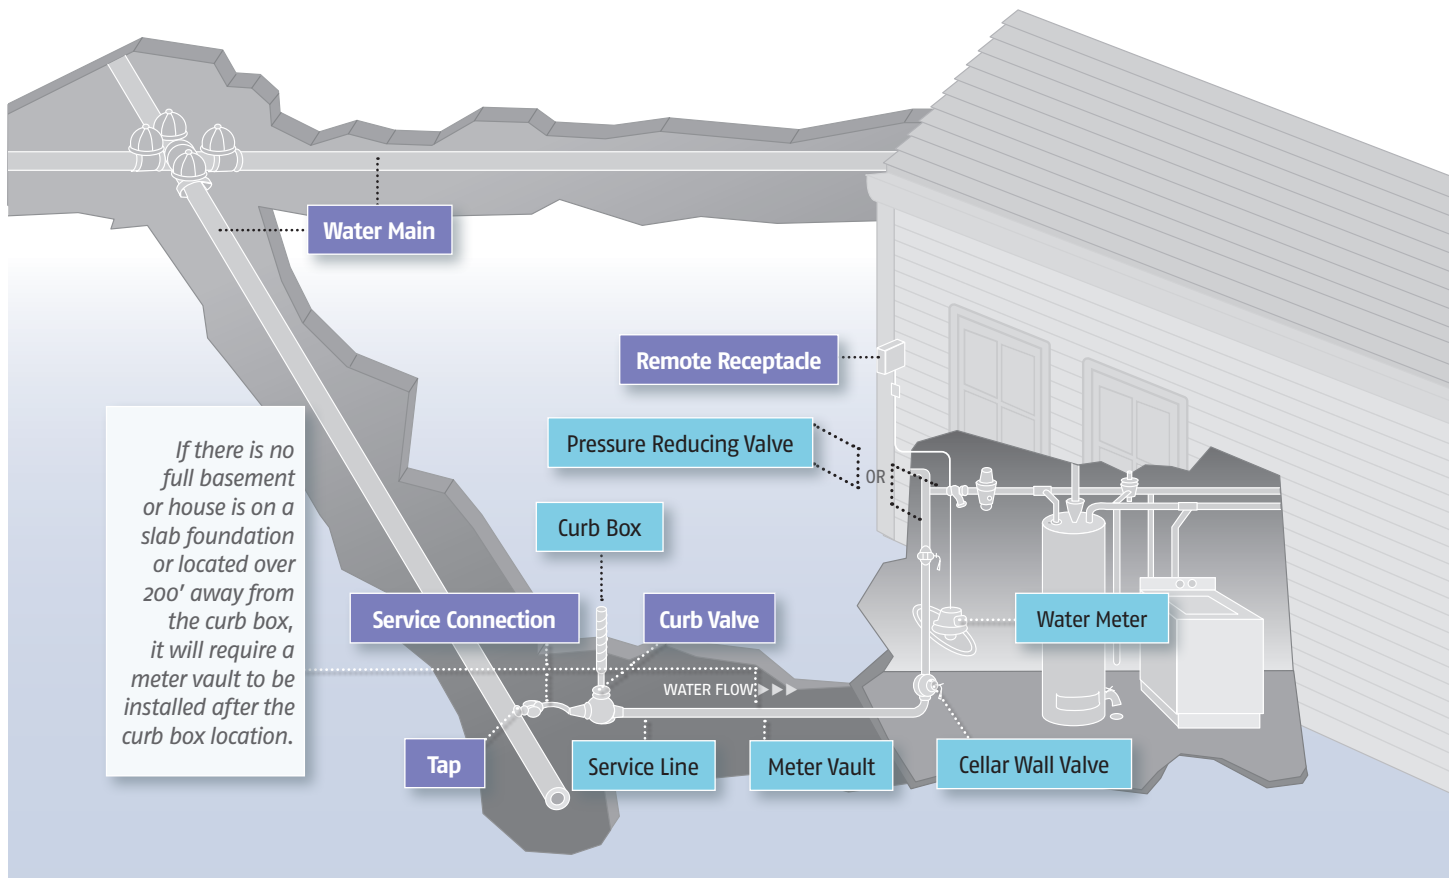 Water Main
Remote Receptacle
Pressure Reducing Valve
OR
If there is no
full basement
or house is on a
slab foundation
or located over
200' away from
the curb box,
it will require a
meter vault to be
installed after the
curb box location.
Curb Box
Service Connection
Curb Valve
Water Meter
WATER FLOW
Tap
Service Line
Meter Vault
Cellar Wall Valve